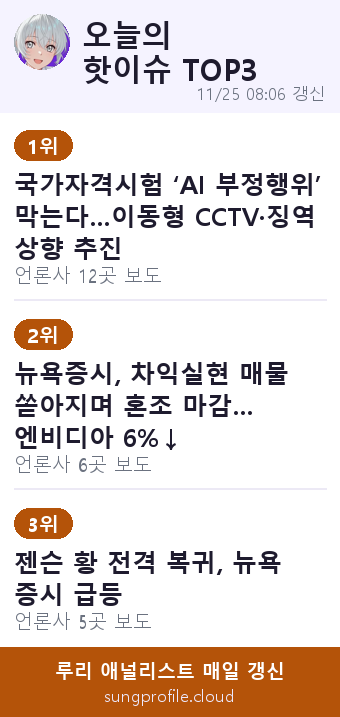 오늘의
핫이슈 TOP3
11/25 08:06 갱신
1위
국가자격시험 ‘AI 부정행위’
막는다…이동형 CCTV·징역
상향 추진
언론사 12곳 보도
2위
뉴욕증시, 차익실현 매물
쏟아지며 혼조 마감…
엔비디아 6%↓
언론사 6곳 보도
3위
젠슨 황 전격 복귀, 뉴욕
증시 급등
언론사 5곳 보도
루리 애널리스트 매일 갱신
sungprofile.cloud